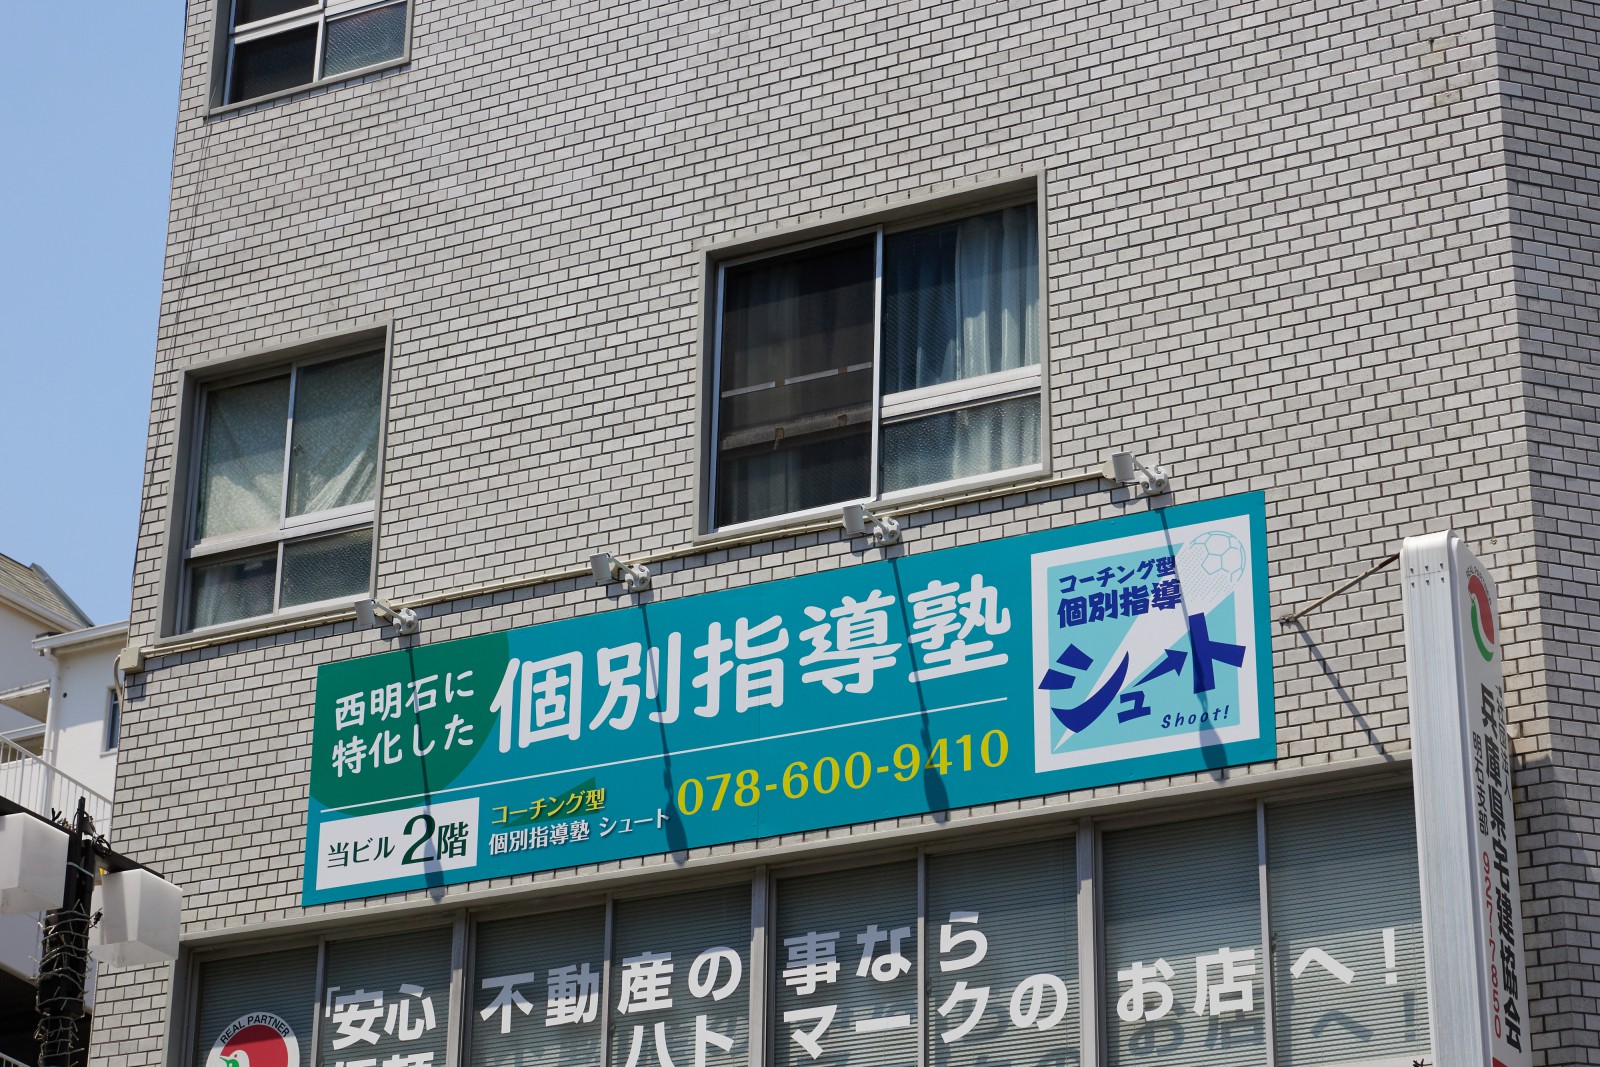 西明石に
特化した
個別指導塾
当ビル2階
コーチング型
個別指導塾 シュート
078-600-9410
コーチング型
個別指導
シュート
Shoot!
REAL PARTNER
「安心 不動産の事なら
ハトマークのお店へ!
兵庫県宅建協会
927-7850